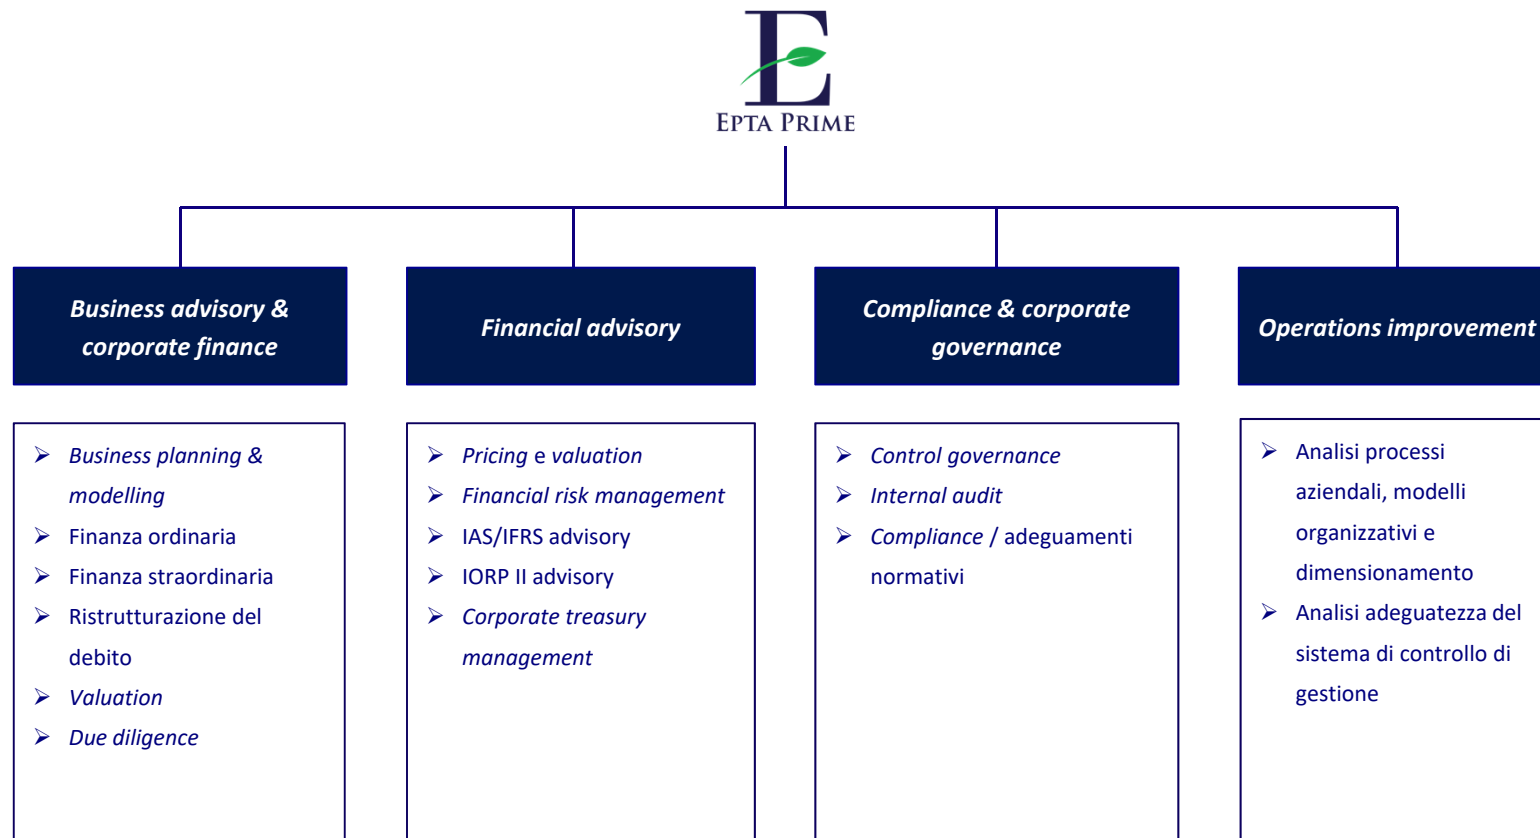 E
EPTA PRIME
Business advisory &
corporate finance
Financial advisory
Compliance & corporate
governance
Operations improvement
➢ Business planning &
modelling
➢ Finanza ordinaria
➢ Finanza straordinaria
➢ Ristrutturazione del
debito
➢ Valuation
➢ Due diligence
➢ Pricing e valuation
➢ Financial risk management
➢ IAS/IFRS advisory
➢ IORP II advisory
➢ Corporate treasury
management
➢ Control governance
➢ Internal audit
➢ Compliance / adeguamenti
normativi
➢ Analisi processi
aziendali, modelli
organizzativi e
dimensionamento
➢ Analisi adeguatezza del
sistema di controllo di
gestione